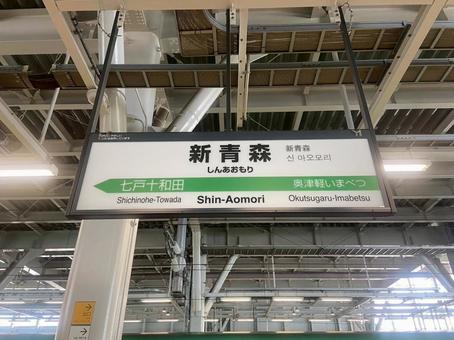 新青森
しんあおもり
新青森
신아오모리
七戸十和田
奥津軽いまべつ
Shichinohe-Towada
Shin-Aomori
Okutsugaru-Imabetsu